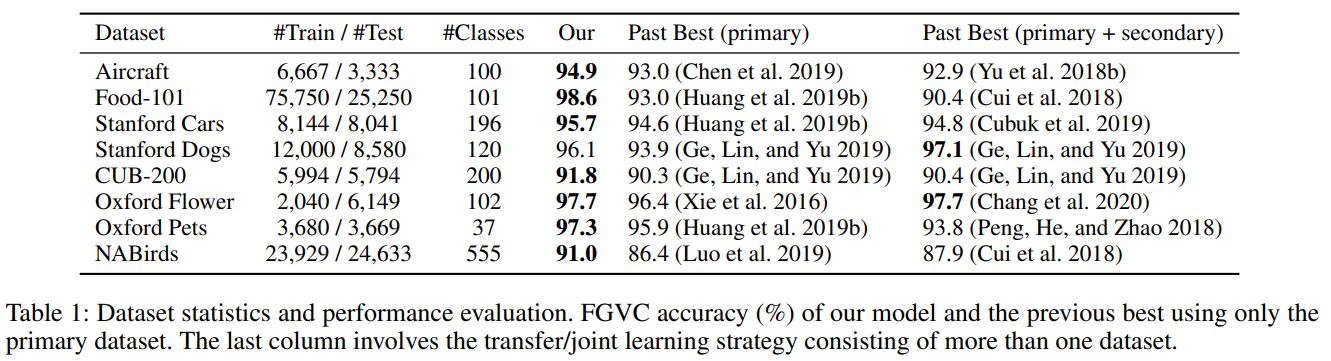 Dataset #Train / #Test #Classes Our Past Best (primary) Past Best (primary + secondary)
Aircraft 6,667 / 3,333 100 94.9 93.0 (Chen et al. 2019) 92.9 (Yu et al. 2018b)
Food-101 75,750 / 25,250 101 98.6 93.0 (Huang et al. 2019b) 90.4 (Cui et al. 2018)
Stanford Cars 8,144 / 8,041 196 95.7 94.6 (Huang et al. 2019b) 94.8 (Cubuk et al. 2019)
Stanford Dogs 12,000 / 8,580 120 96.1 93.9 (Ge, Lin, and Yu 2019) 97.1 (Ge, Lin, and Yu 2019)
CUB-200 5,994 / 5,794 200 91.8 90.3 (Ge, Lin, and Yu 2019) 90.4 (Ge, Lin, and Yu 2019)
Oxford Flower 2,040 / 6,149 102 97.7 96.4 (Xie et al. 2016) 97.7 (Chang et al. 2020)
Oxford Pets 3,680 / 3,669 37 97.3 95.9 (Huang et al. 2019b) 93.8 (Peng, He, and Zhao 2018)
NABirds 23,929 / 24,633 555 91.0 86.4 (Luo et al. 2019) 87.9 (Cui et al. 2018)
Table 1: Dataset statistics and performance evaluation. FGVC accuracy (%) of our model and the previous best using only the
primary dataset. The last column involves the transfer/joint learning strategy consisting of more than one dataset.